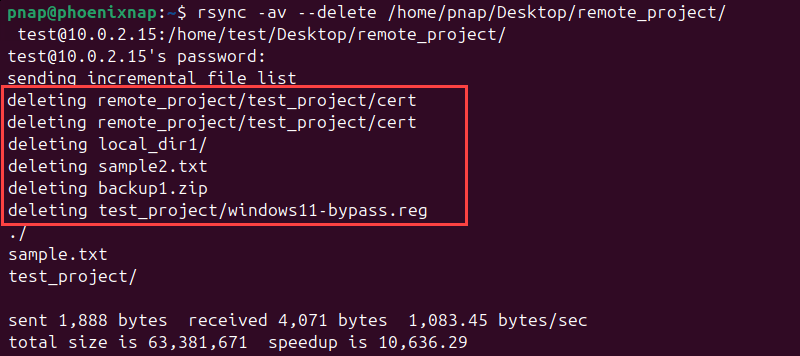 pnap@phoenixnap:~$ rsync -av --delete /home/pnap/Desktop/remote_project/
 test@10.0.2.15:/home/test/Desktop/remote_project/
test@10.0.2.15's password:
sending incremental file list
deleting remote_project/test_project/cert
deleting remote_project/test_project/cert
deleting local_dir1/
deleting sample2.txt
deleting backup1.zip
deleting test_project/windows11-bypass.reg
./
sample.txt
test_project/

sent 1,888 bytes  received 4,071 bytes  1,083.45 bytes/sec
total size is 63,381,671  speedup is 10,636.29